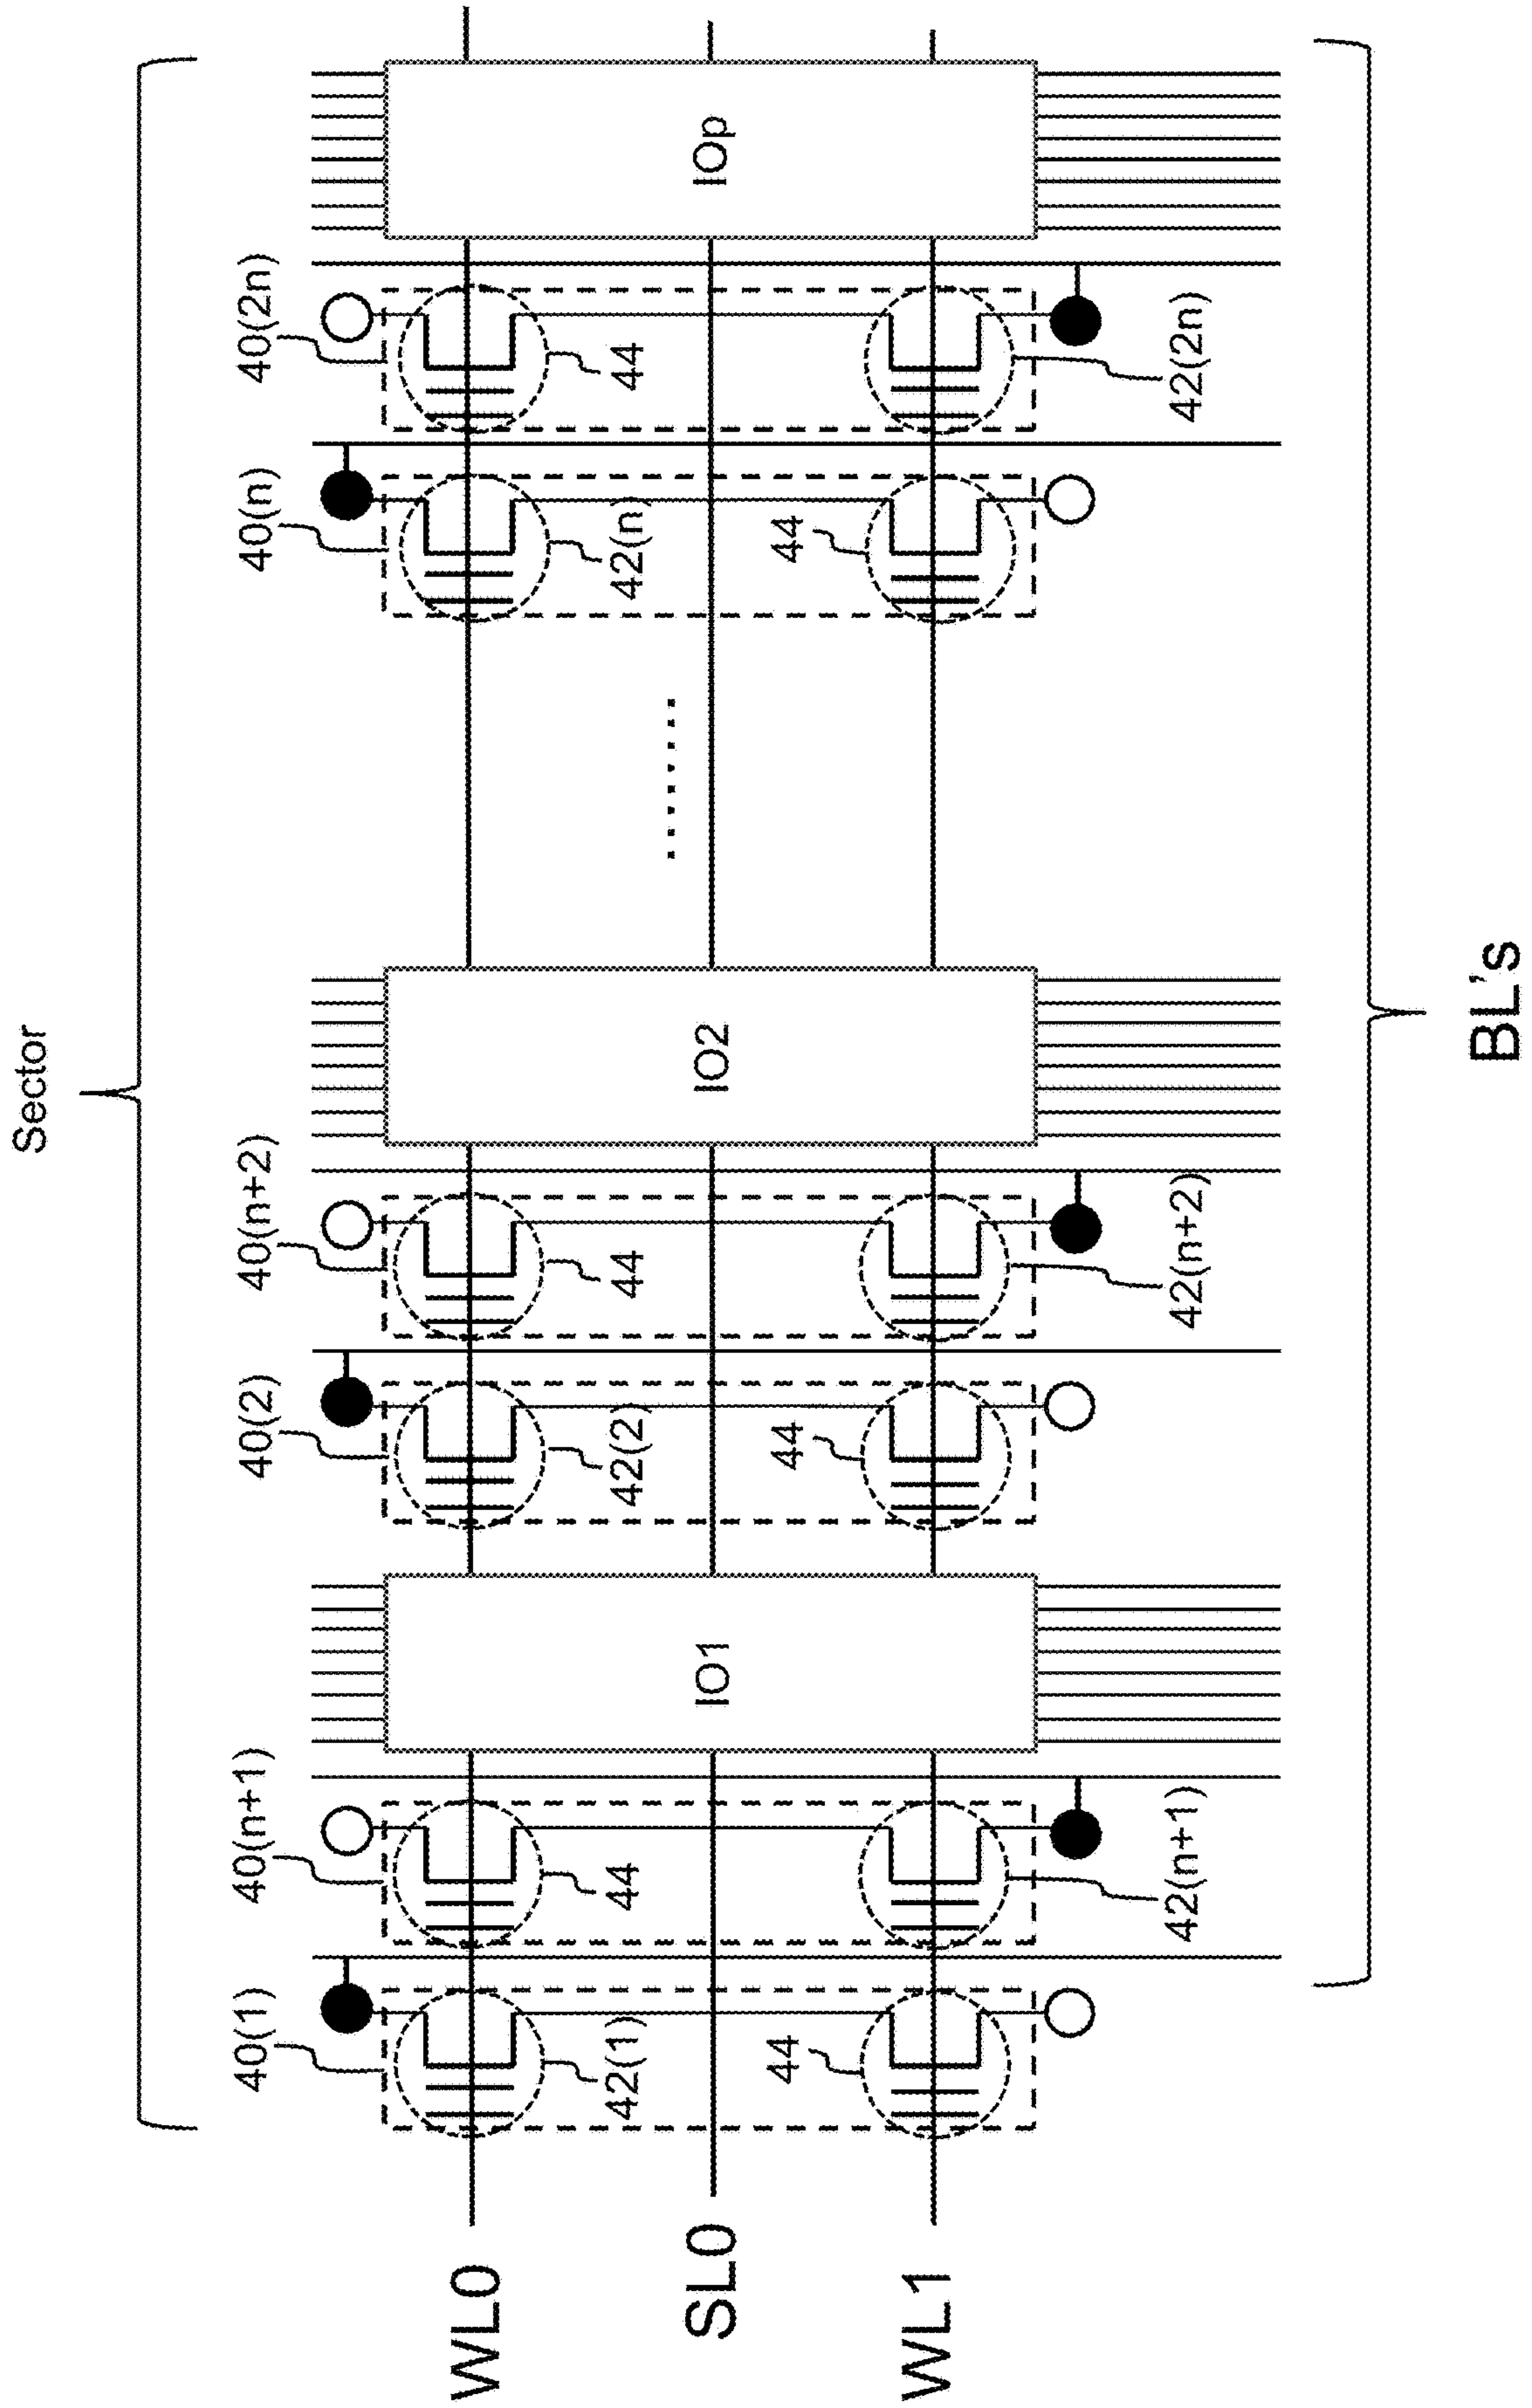 Sector
40(1)
40(n+1)
40(2)
40(n+2)
40(n)
40(2n)
WL0
42(1)
44
42(2)
44
42(n)
44
SL0
IO1
IO2
IOp
44
44
44
WL1
42(n+1)
42(n+2)
42(2n)
BL's